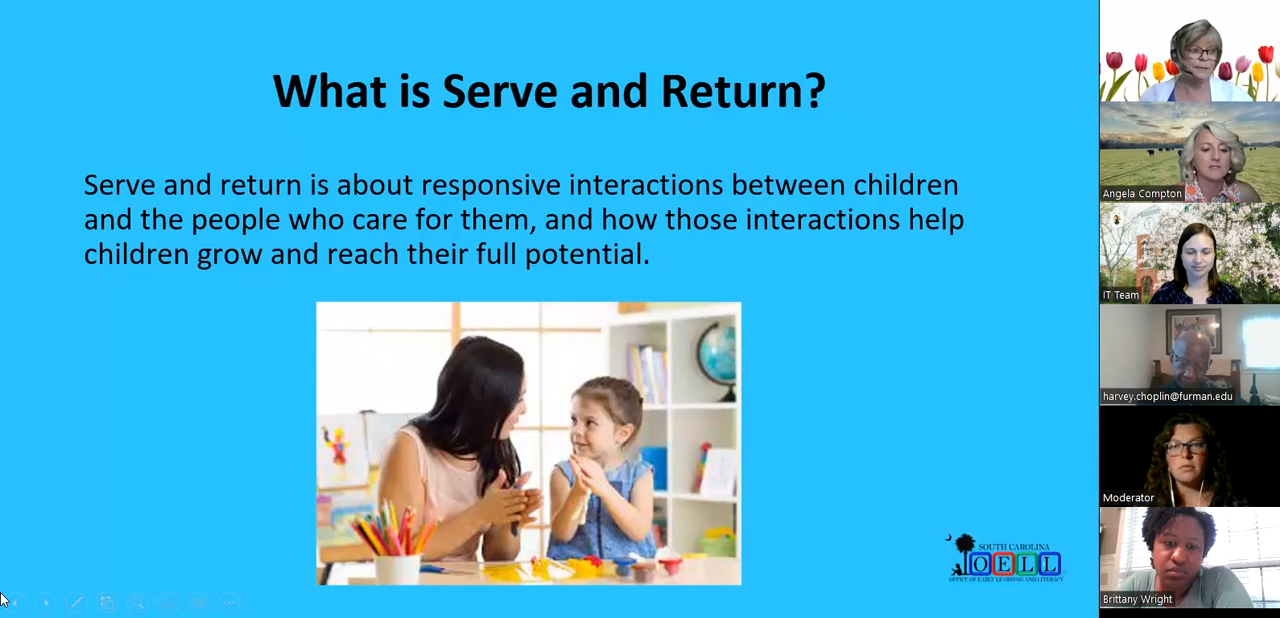 What is Serve and Return?
Serve and return is about responsive interactions between children
and the people who care for them, and how those interactions help
children grow and reach their full potential.
SOUTH CAROLINA
OELL
OFFICE OF EARLY LEARNING AND LITERACY
Angela Compton
IT Team
harvey.choplin@furman.edu
Moderator
Brittany Wright